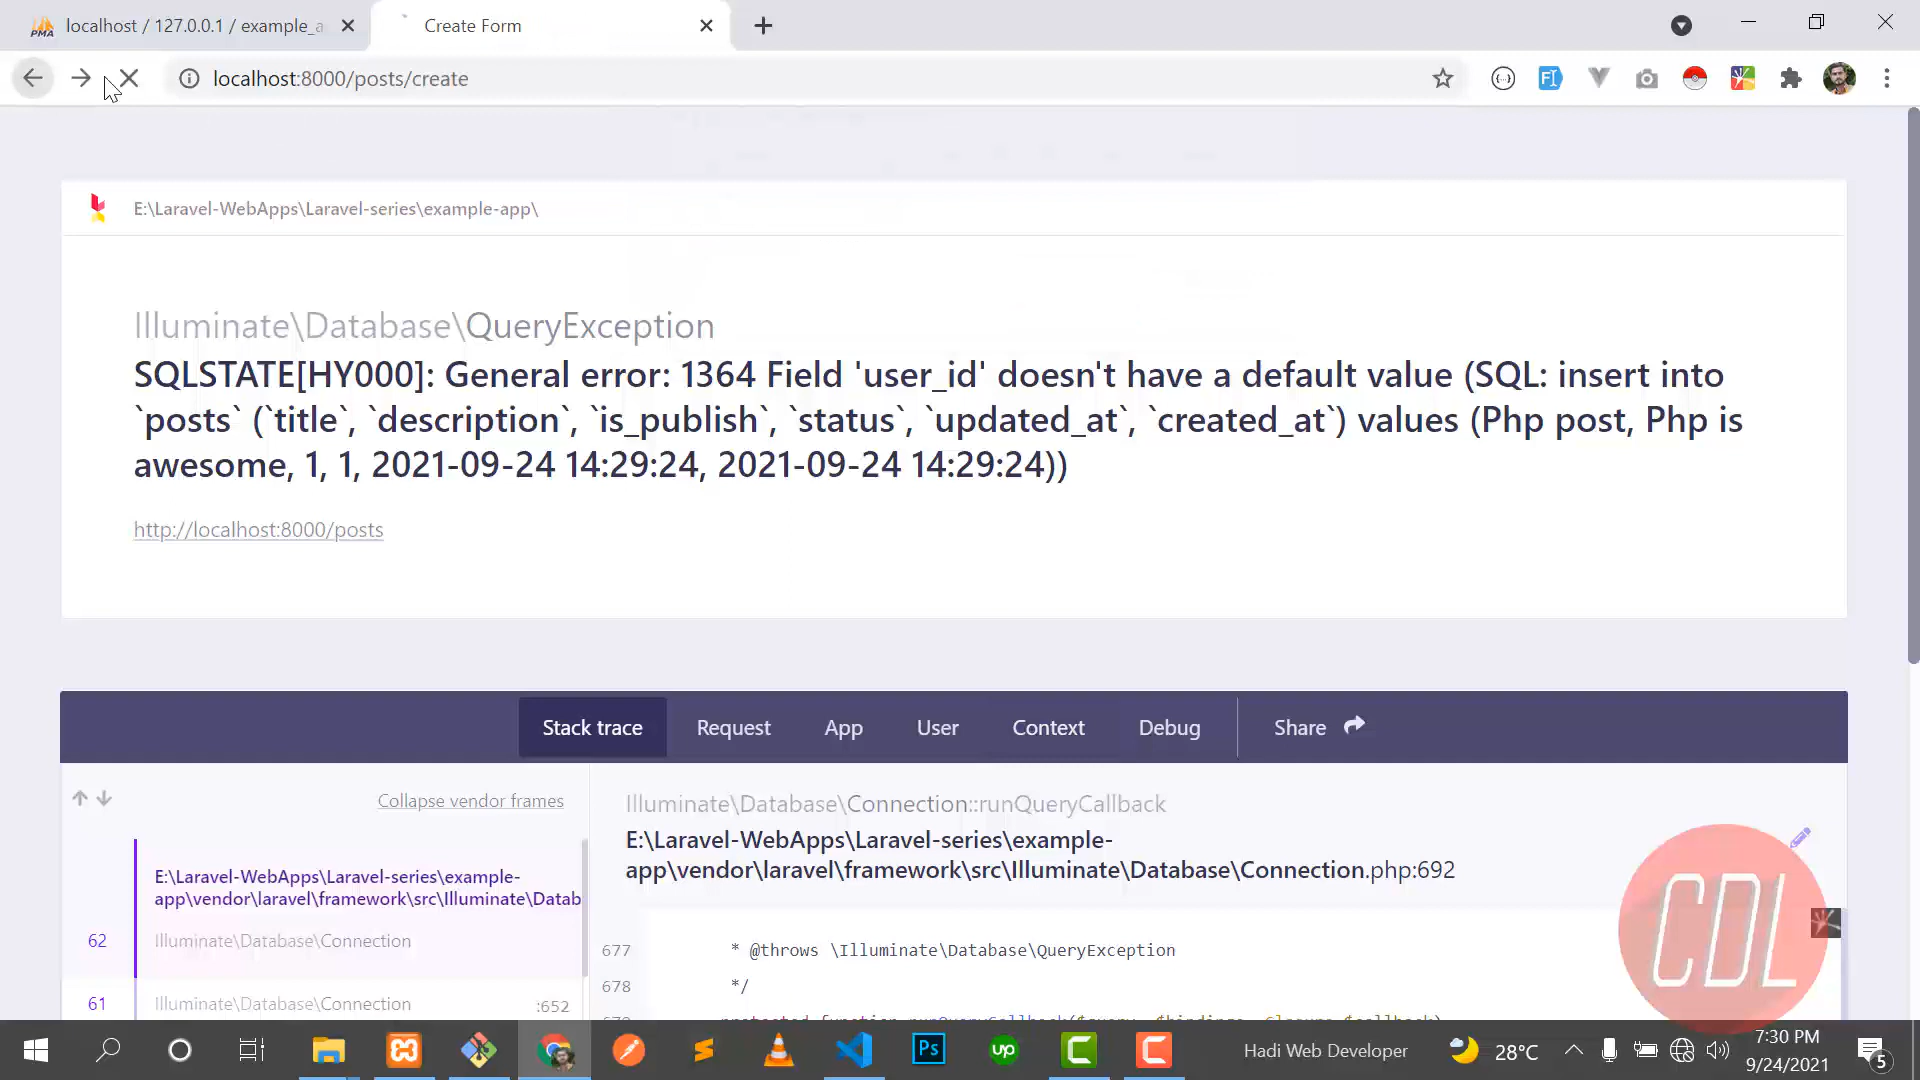 localhost / 127.0.0.1 / example_a
Create Form
localhost:8000/posts/create
E:\Laravel-WebApps\Laravel-series\example-app\
Illuminate\Database\QueryException
SQLSTATE[HY000]: General error: 1364 Field 'user_id' doesn't have a default value (SQL: insert into
`posts` (`title`, `description`, `is_publish`, `status`, `updated_at`, `created_at`) values (Php post, Php is
awesome, 1, 1, 2021-09-24 14:29:24, 2021-09-24 14:29:24))
http://localhost:8000/posts
Stack trace
Request
App
User
Context
Debug
Share
Collapse vendor frames
E:\Laravel-WebApps\Laravel-series\example-
app\vendor\laravel\framework\src\Illuminate\Datab
62
Illuminate\Database\Connection
61
Illuminate\Database\Connection
:652
Illuminate\Database\Connection::runQueryCallback
E:\Laravel-WebApps\Laravel-series\example-
app\vendor\laravel\framework\src\Illuminate\Database\Connection.php:692
677 * @throws \Illuminate\Database\QueryException
678 */
CDL
Hadi Web Developer
28°C
7:30 PM
9/24/2021
5